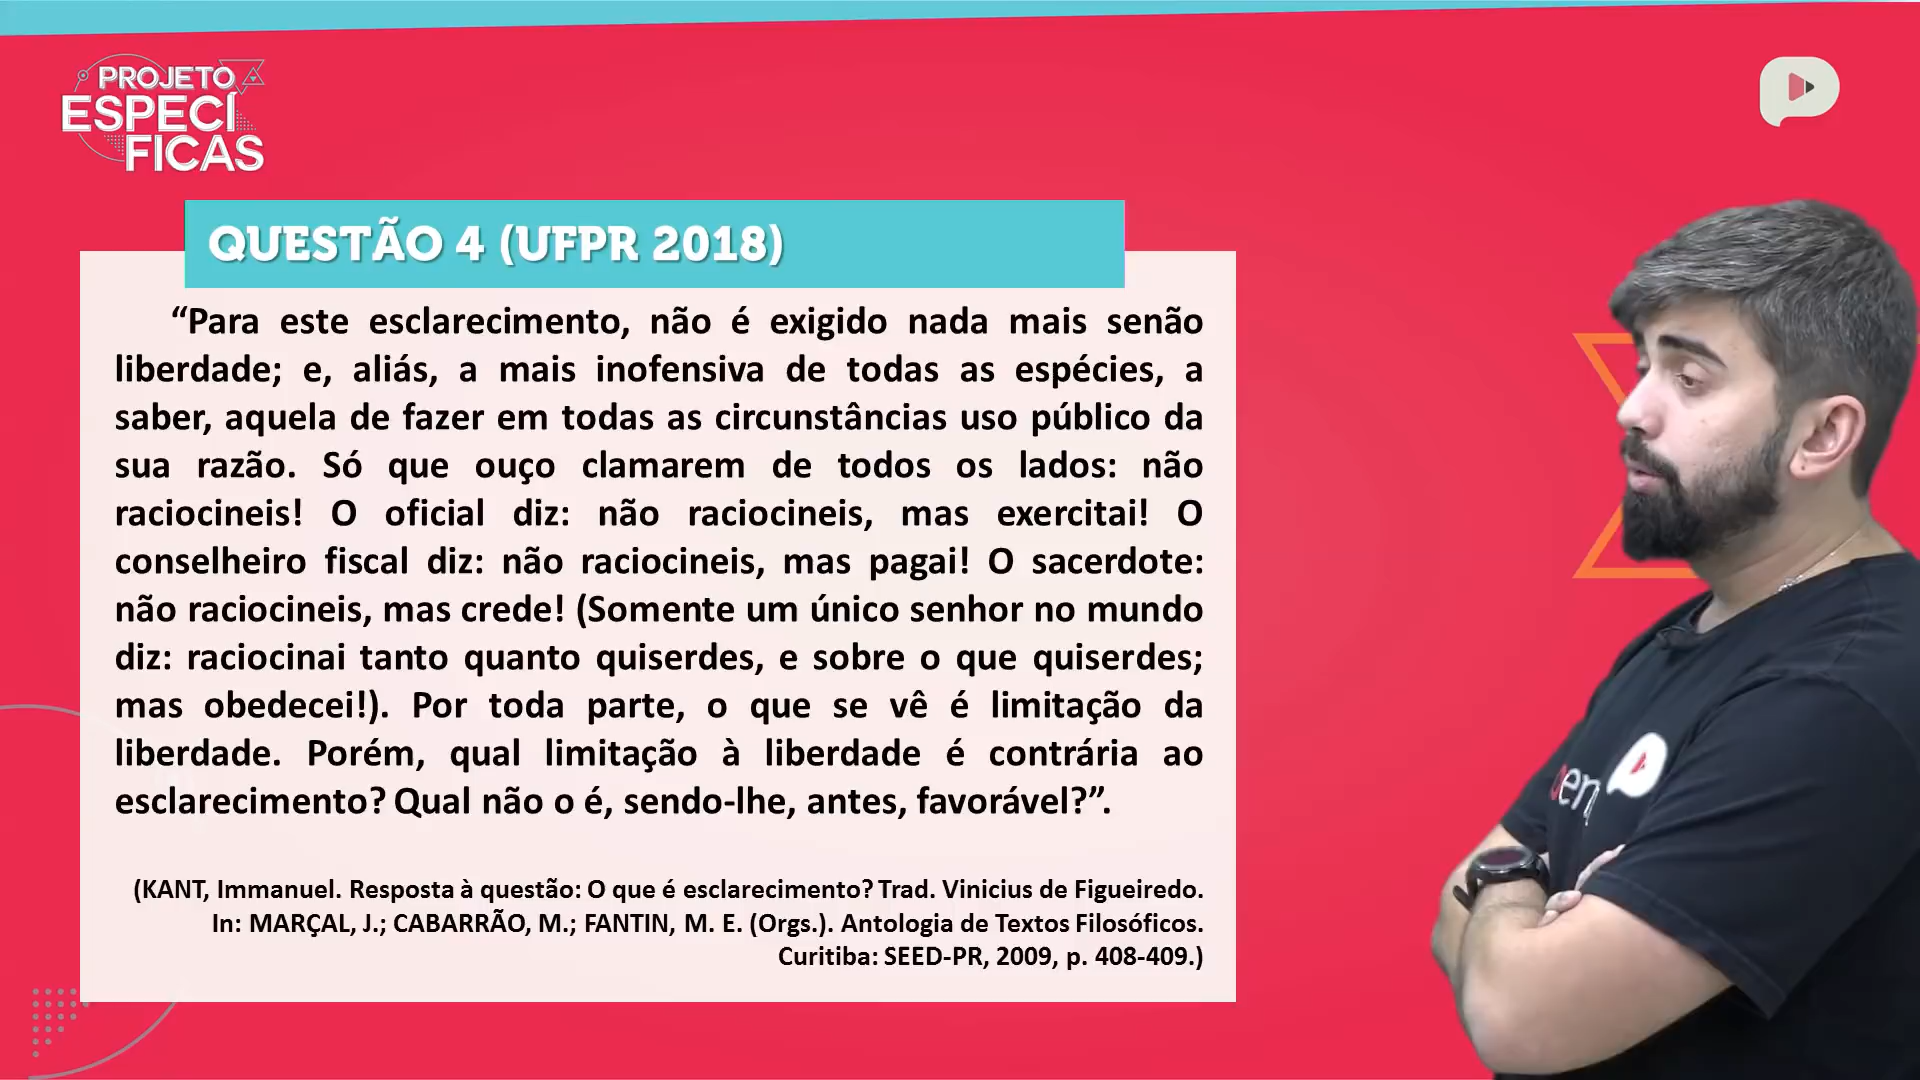 PROJETO
ESPECÍ
FICAS
QUESTÃO 4 (UFPR 2018)
“Para este esclarecimento, não é exigido nada mais senão
liberdade; e, aliás, a mais inofensiva de todas as espécies, a
saber, aquela de fazer em todas as circunstâncias uso público da
sua razão. Só que ouço clamarem de todos os lados: não
raciocineis! O oficial diz: não raciocineis, mas exercitai! O
conselheiro fiscal diz: não raciocineis, mas pagai! O sacerdote:
não raciocineis, mas crede! (Somente um único senhor no mundo
diz: raciocinai tanto quanto quiserdes, e sobre o que quiserdes;
mas obedecei!). Por toda parte, o que se vê é limitação da
liberdade. Porém, qual limitação à liberdade é contrária ao
esclarecimento? Qual não o é, sendo-lhe, antes, favorável?”.
(KANT, Immanuel. Resposta à questão: O que é esclarecimento? Trad. Vinicius de Figueiredo.
In: MARÇAL, J.; CABARRÃO, M.; FANTIN, M. E. (Orgs.). Antologia de Textos Filosóficos.
Curitiba: SEED-PR, 2009, p. 408-409.)